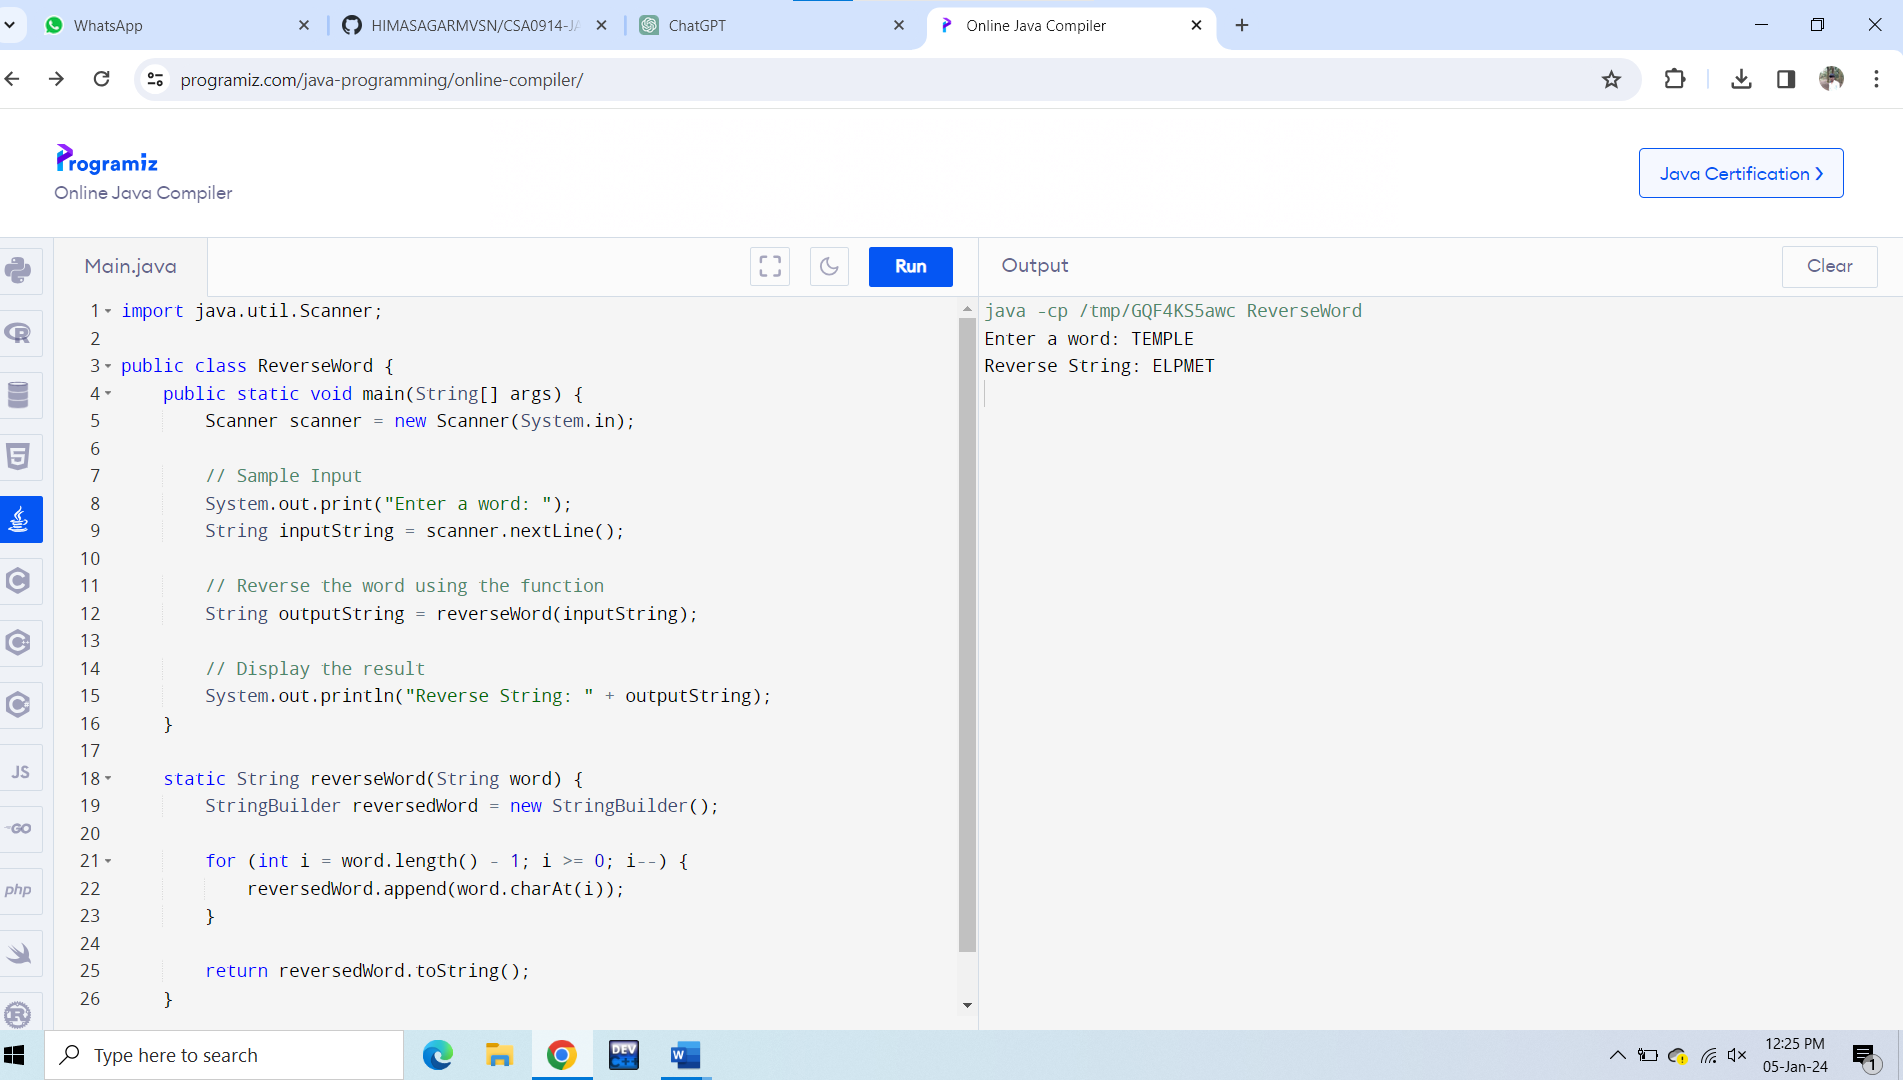 WhatsApp
HIMASAGARMVSN/CSA0914-JA
ChatGPT
Online Java Compiler
programiz.com/java-programming/online-compiler/
Programiz
Online Java Compiler
Java Certification
Main.java
Run
Output
Clear
1 import java.util.Scanner;
2
3 public class ReverseWord {
4 public static void main(String[] args) {
5 Scanner scanner = new Scanner(System.in);
6
7 // Sample Input
8 System.out.print("Enter a word: ");
9 String inputString = scanner.nextLine();
10
11 // Reverse the word using the function
12 String outputString = reverseWord(inputString);
13
14 // Display the result
15 System.out.println("Reverse String: " + outputString);
16 }
17
18 static String reverseWord(String word) {
19 StringBuilder reversedWord = new StringBuilder();
20
21 for (int i = word.length() - 1; i >= 0; i--) {
22 reversedWord.append(word.charAt(i));
23 }
24
25 return reversedWord.toString();
26 }
java -cp /tmp/GQF4KS5awc ReverseWord
Enter a word: TEMPLE
Reverse String: ELPMET
JS
GO
php
Type here to search
DEV
C++
W
12:25 PM
05-Jan-24
1